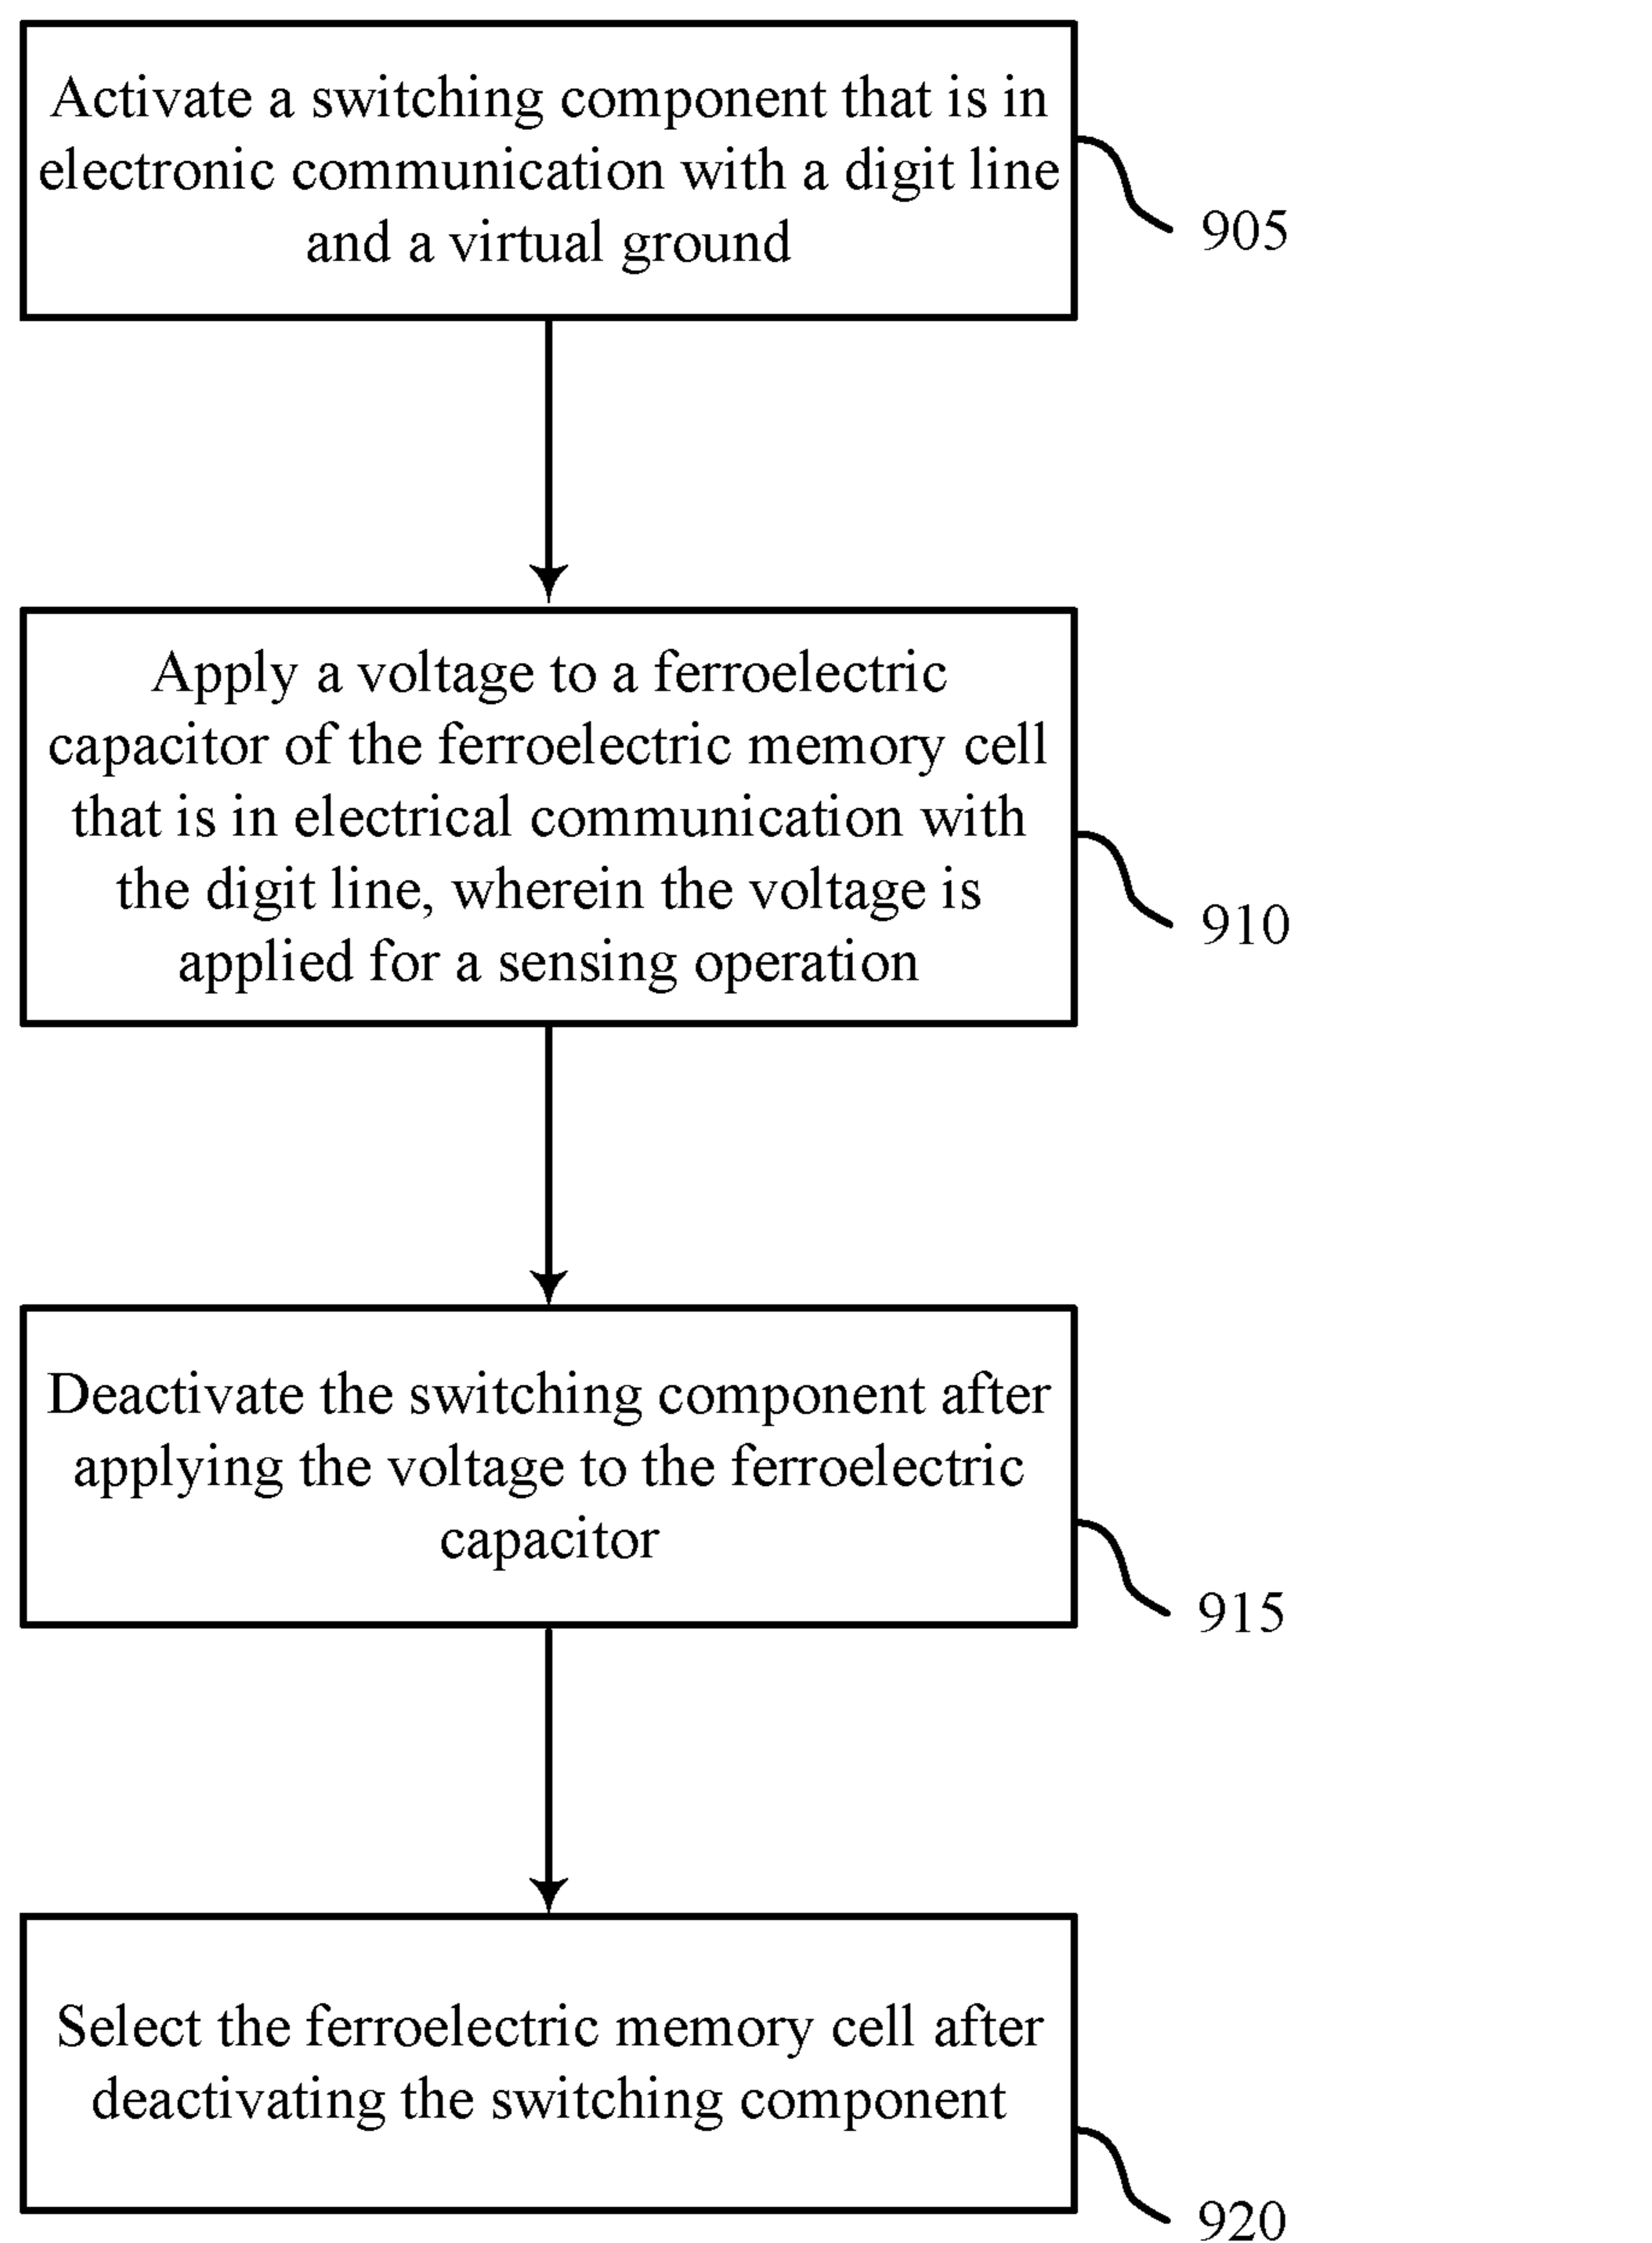 Activate a switching component that is in
electronic communication with a digit line
and a virtual ground
905
Apply a voltage to a ferroelectric
capacitor of the ferroelectric memory cell
that is in electrical communication with
the digit line, wherein the voltage is
applied for a sensing operation
910
Deactivate the switching component after
applying the voltage to the ferroelectric
capacitor
915
Select the ferroelectric memory cell after
deactivating the switching component
920